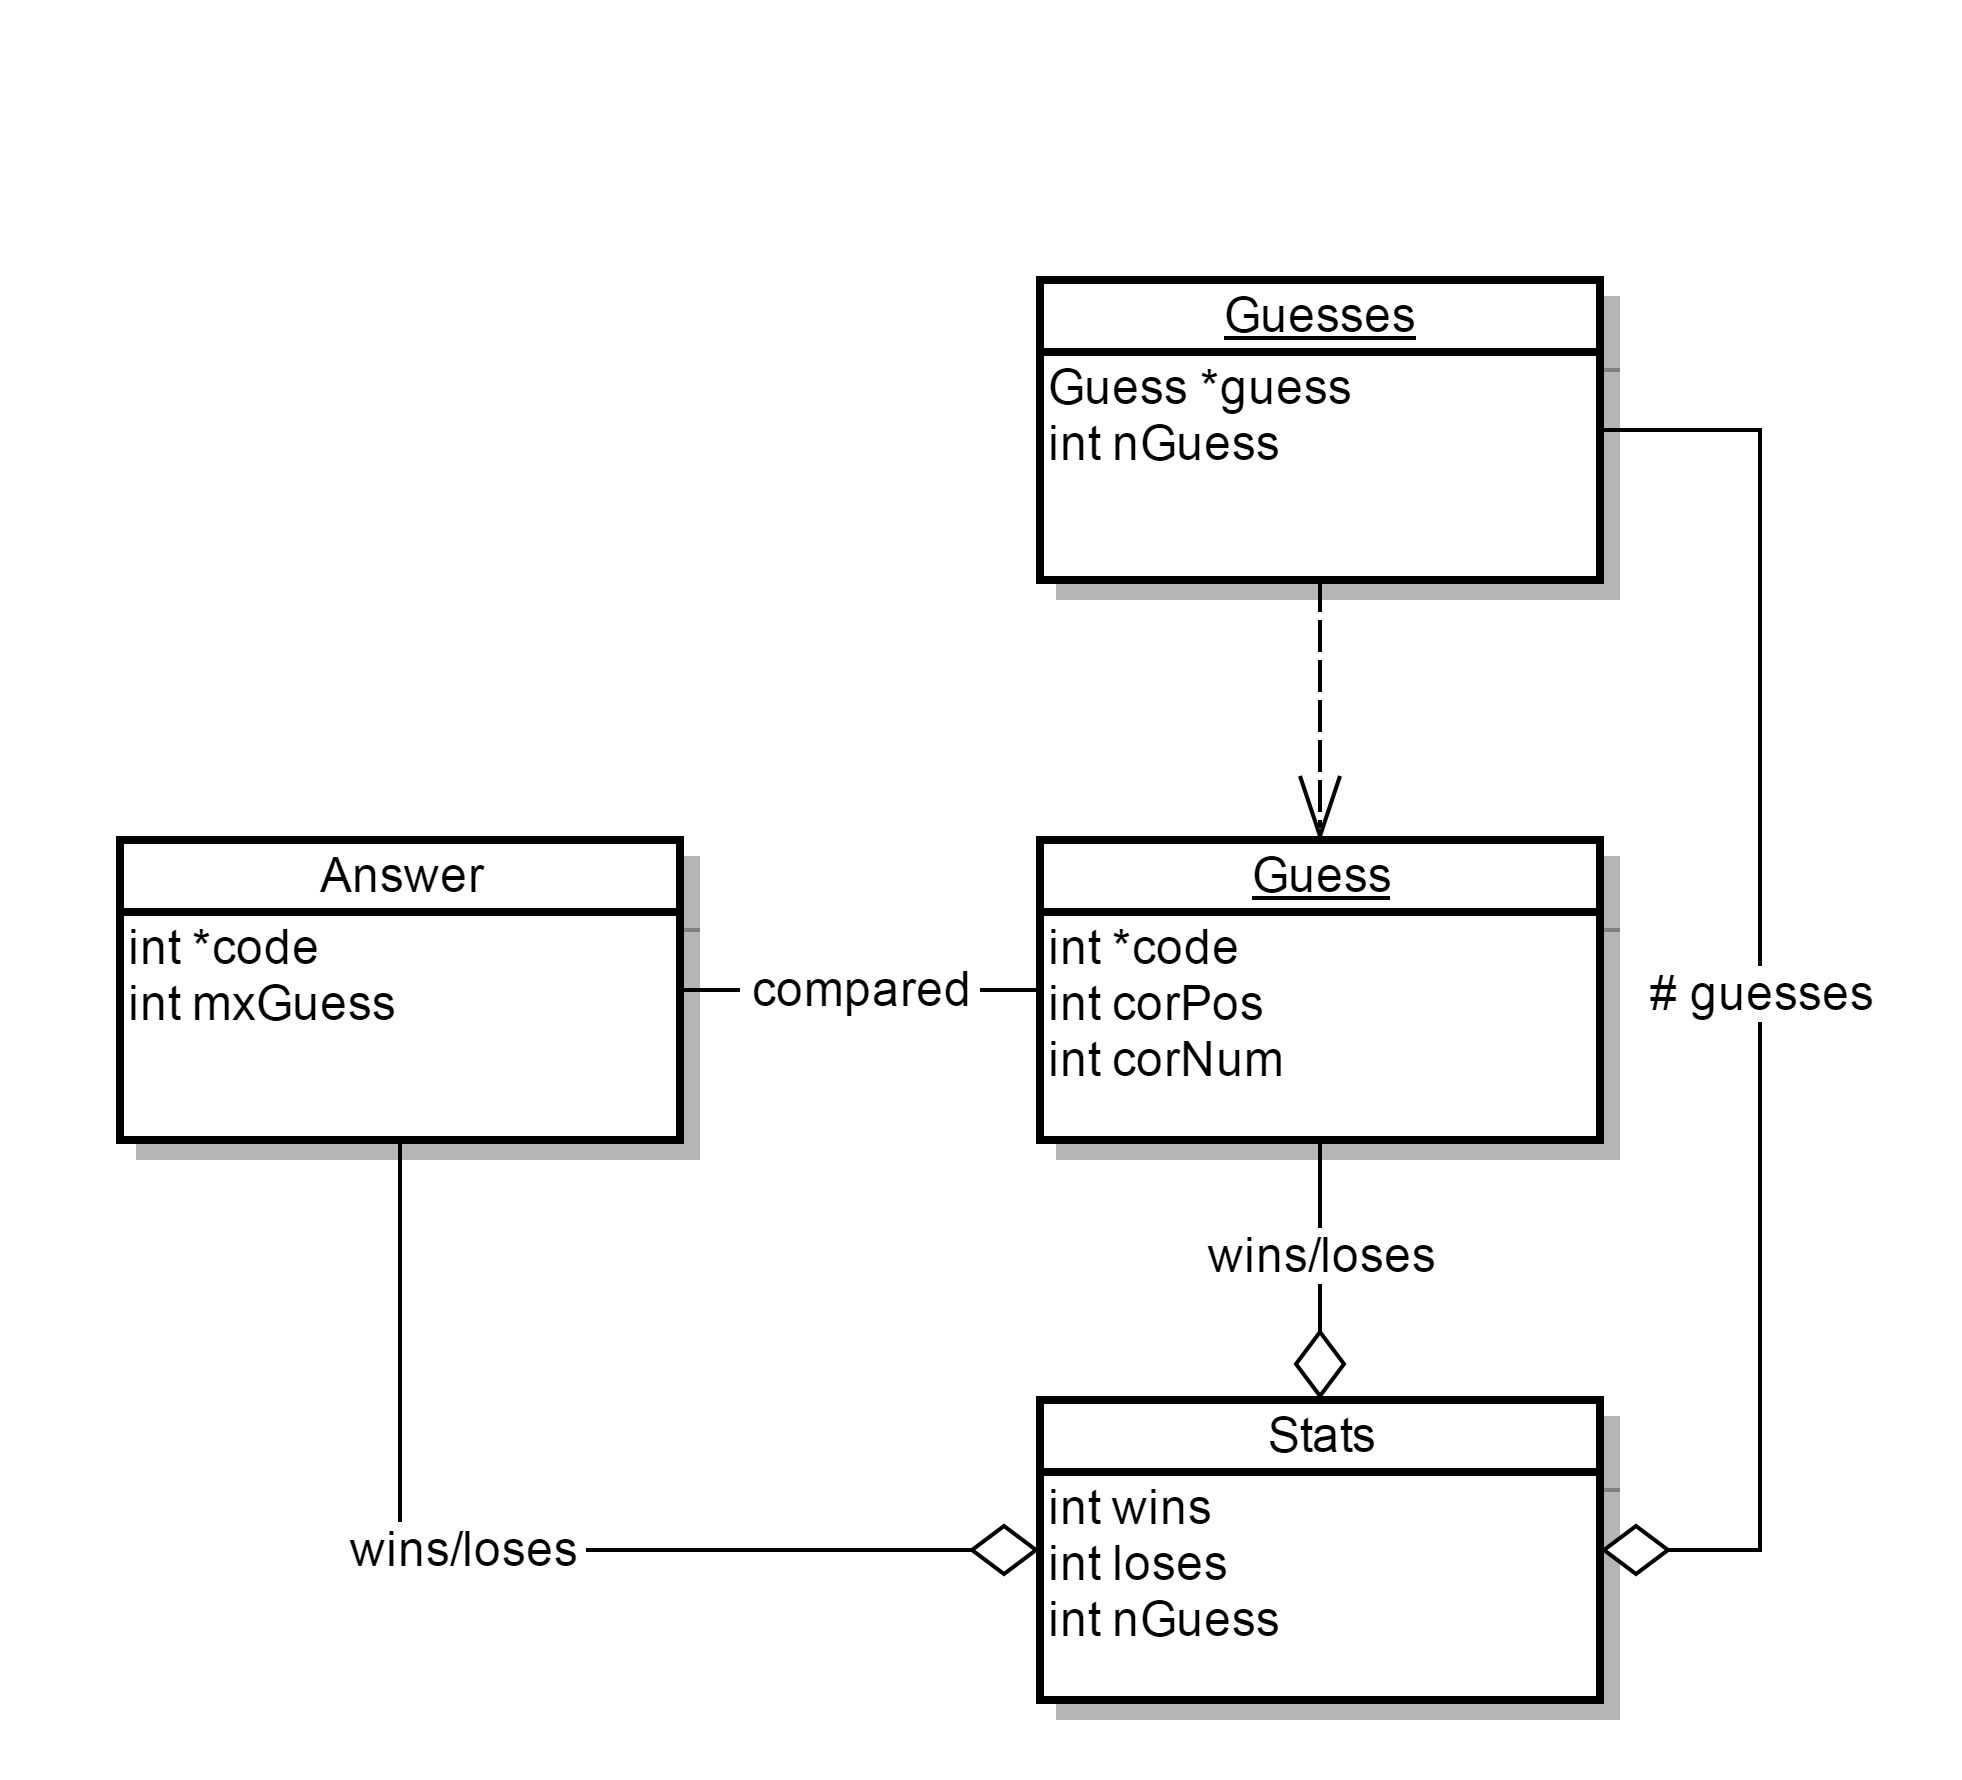 Guesses
Guess *guess
int nGuess
Answer
int *code
int mxGuess
compared
Guess
int *code
int corPos
int corNum
# guesses
wins/loses
wins/loses
Stats
int wins
int loses
int nGuess